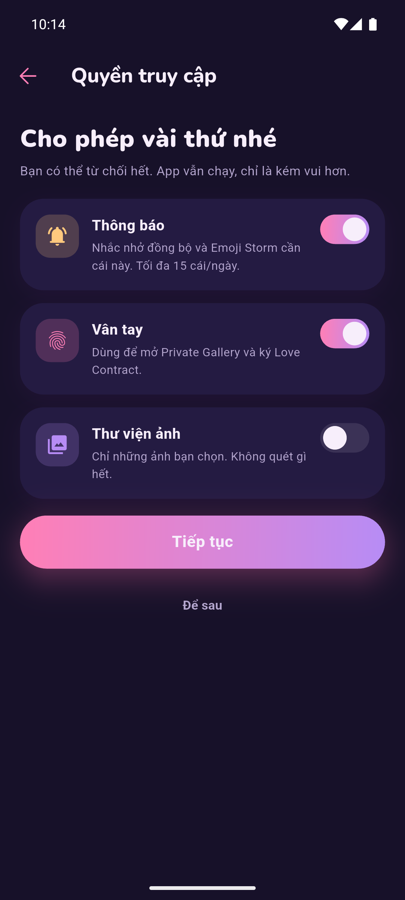 10:14
Quyền truy cập
Cho phép vài thứ nhé
Bạn có thể từ chối hết. App vẫn chạy, chỉ là kém vui hơn.
Thông báo
Nhắc nhở đồng bộ và Emoji Storm cần
cái này. Tối đa 15 cái/ngày.
Vân tay
Dùng để mở Private Gallery và ký Love
Contract.
Thư viện ảnh
Chỉ những ảnh bạn chọn. Không quét gì
hết.
Tiếp tục
Để sau